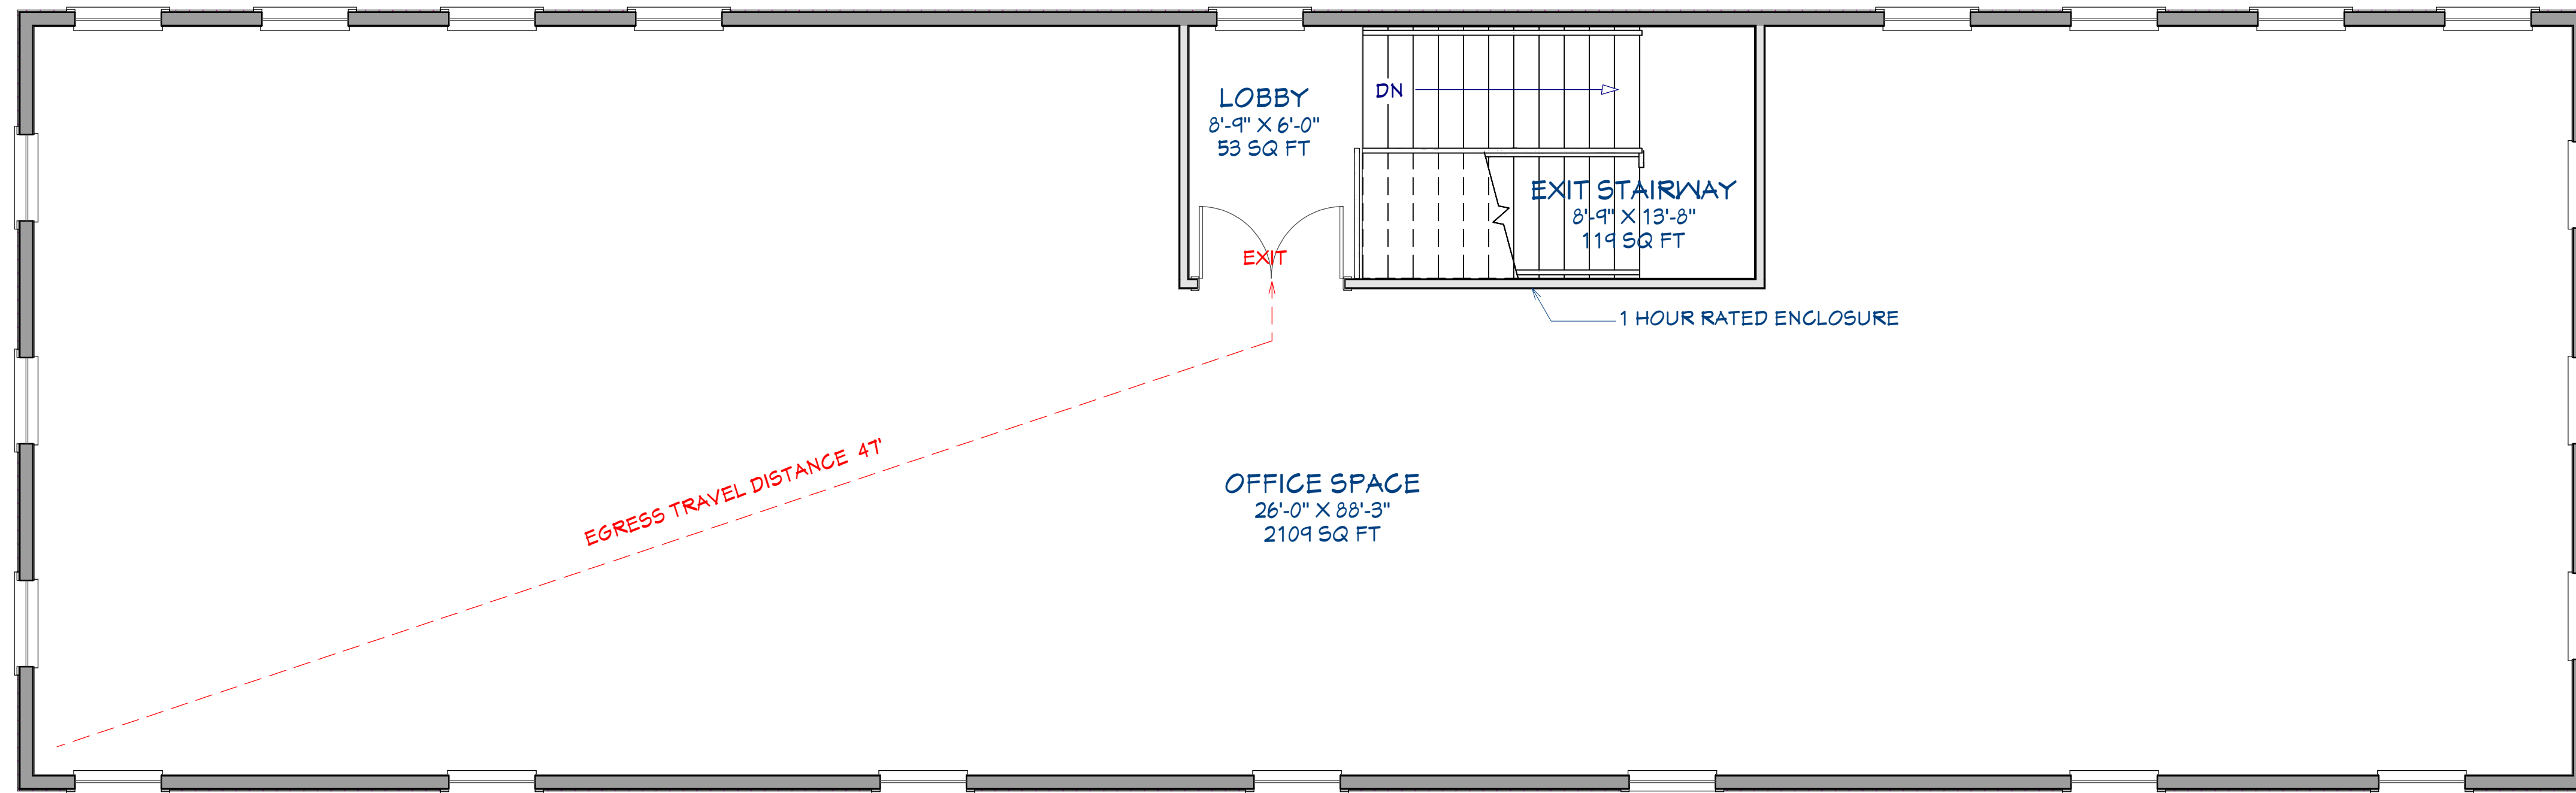 LOBBY
8'-9" X 6'-0"
53 SQ FT
DN
EXIT STAIRWAY
8'-9" X 13'-8"
119 SQ FT
EXIT
1 HOUR RATED ENCLOSURE
EGRESS TRAVEL DISTANCE 47'
OFFICE SPACE
26'-0" X 88'-3"
2109 SQ FT